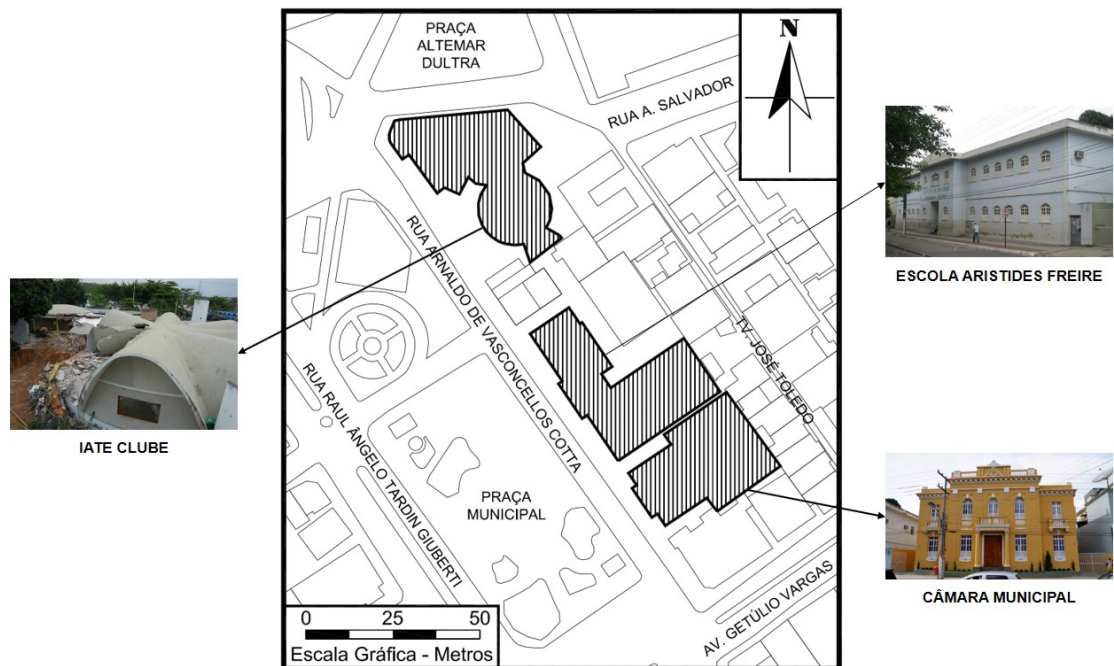 PRAÇA
ALTEMAR
DULTRA
N
RUA A. SALVADOR
ESCOLA ARISTIDES FREIRE
RUA ARNALDO DE VASCONCELLOS COTTA
TV. JOSÉ TOLEDO
IATE CLUBE
RUA RAUL ÂNGELO TARDIN GIUBERTI
PRAÇA
MUNICIPAL
AV. GETÚLIO VARGAS
CÂMARA MUNICIPAL
0 25 50
Escala Gráfica - Metros